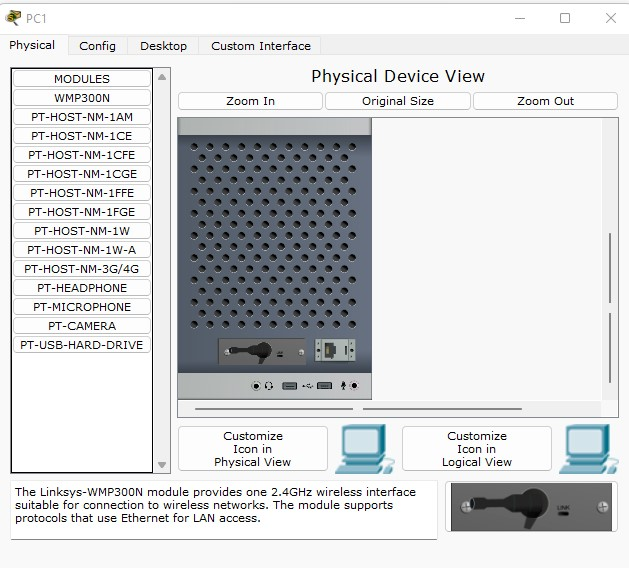 PC1
Physical Config Desktop Custom Interface
MODULES
WMP300N
PT-HOST-NM-1AM
PT-HOST-NM-1CE
PT-HOST-NM-1CFE
PT-HOST-NM-1CGE
PT-HOST-NM-1FFE
PT-HOST-NM-1FGE
PT-HOST-NM-1W
PT-HOST-NM-1W-A
PT-HOST-NM-3G/4G
PT-HEADPHONE
PT-MICROPHONE
PT-CAMERA
PT-USB-HARD-DRIVE
Physical Device View
Zoom In Original Size Zoom Out
Customize
Icon in
Physical View
Customize
Icon in
Logical View
The Linksys-WMP300N module provides one 2.4GHz wireless interface
suitable for connection to wireless networks. The module supports
protocols that use Ethernet for LAN access.
LINK